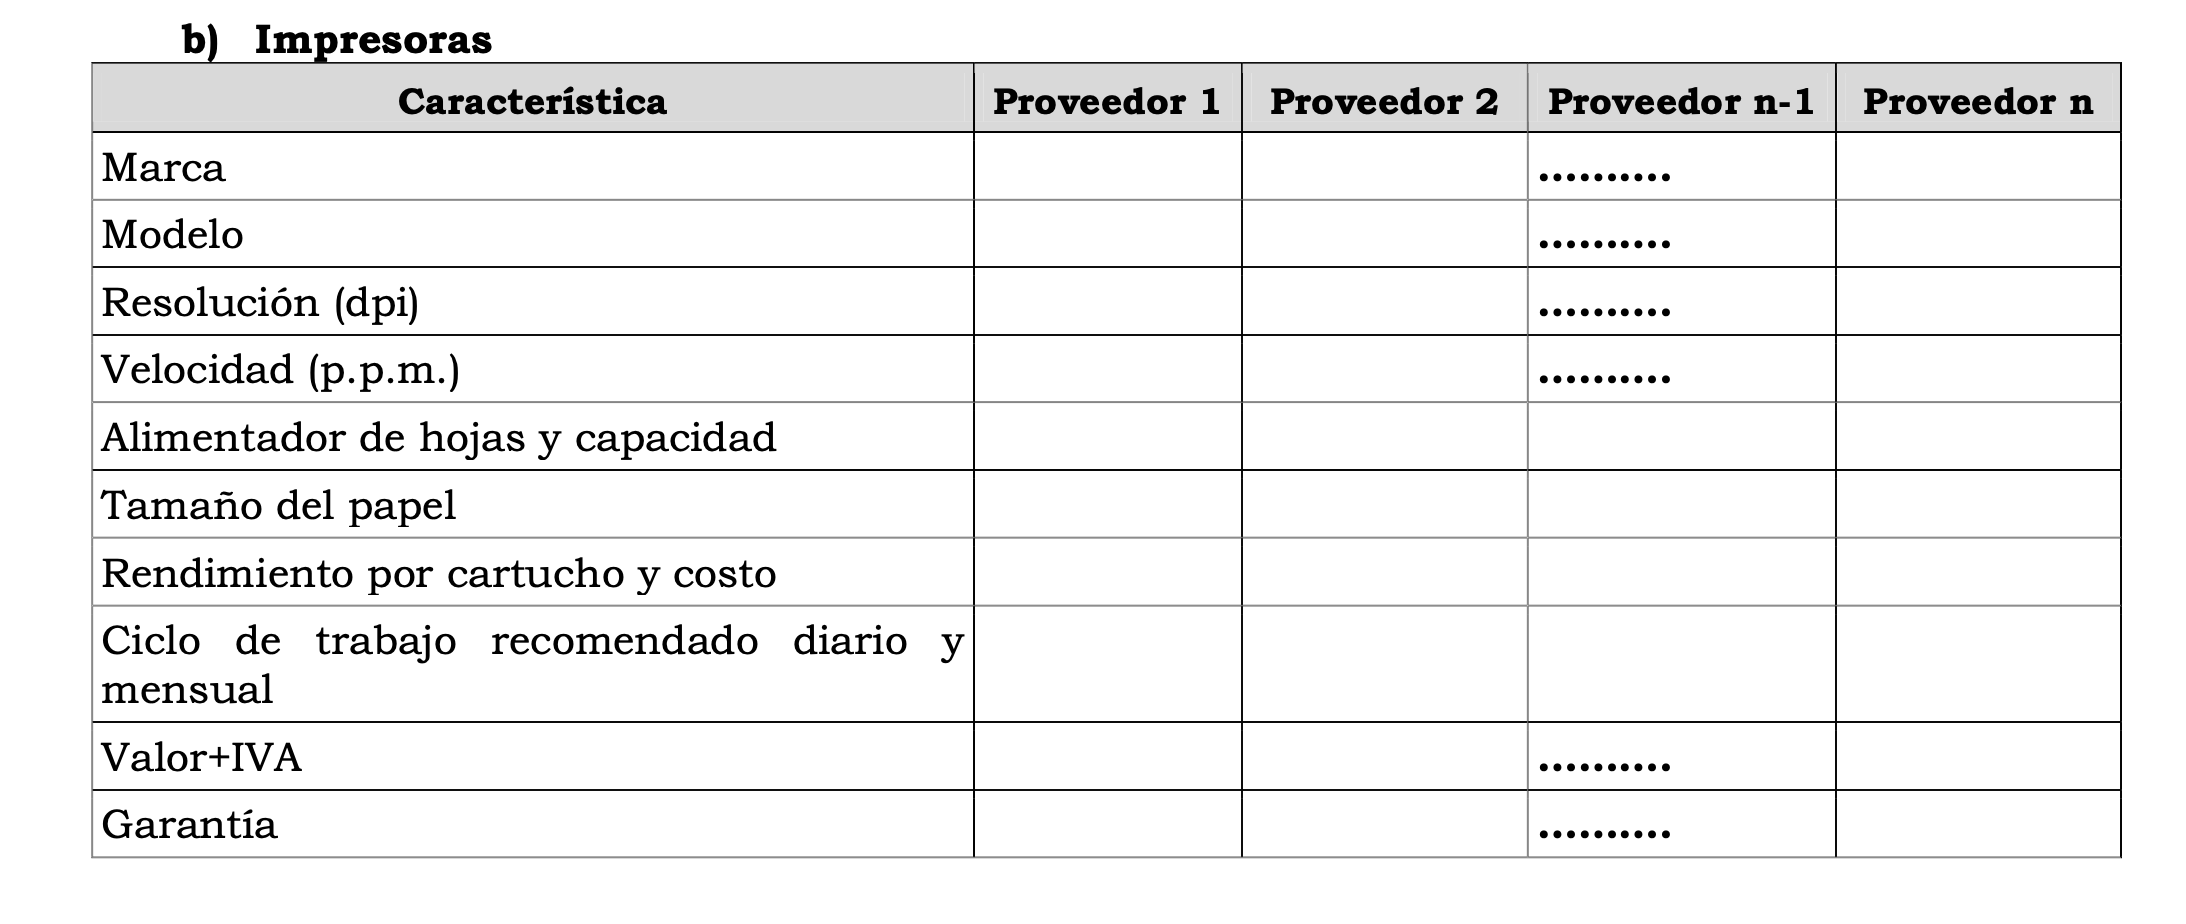 b) Impresoras
Característica Proveedor 1 Proveedor 2 Proveedor n-1 Proveedor n
Marca ..........
Modelo ..........
Resolución (dpi) ..........
Velocidad (p.p.m.) ..........
Alimentador de hojas y capacidad
Tamaño del papel
Rendimiento por cartucho y costo
Ciclo de trabajo recomendado diario y
mensual
Valor+IVA ..........
Garantía ..........